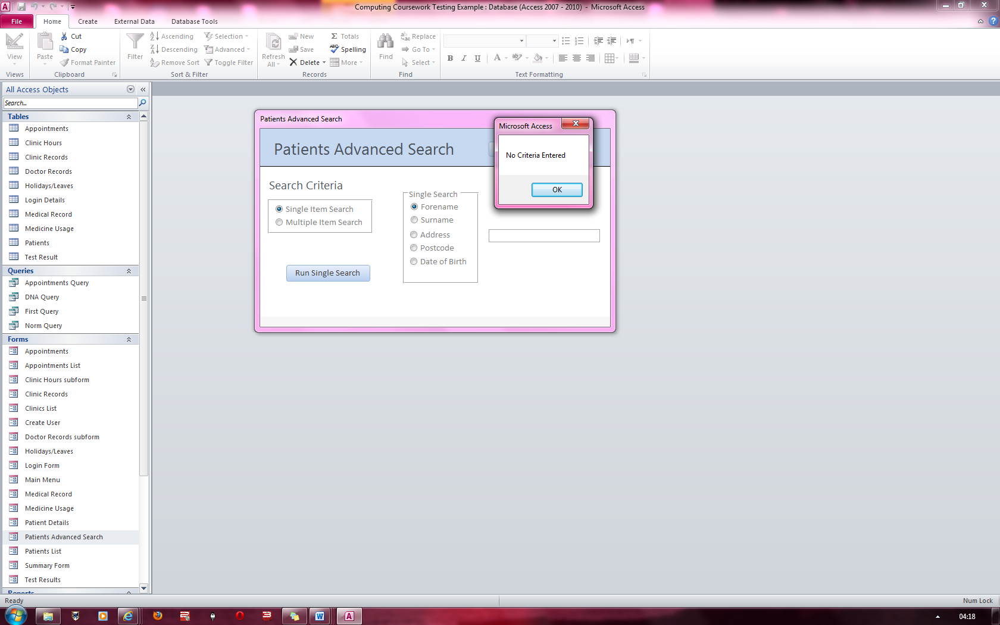 Computing Coursework Testing Example : Database (Access 2007 - 2010) - Microsoft Access
File Home Create External Data Database Tools
View
Views
Paste
Cut
Copy
Format Painter
Clipboard
Filter
Ascending
Descending
Remove Sort
Selection
Advanced
Toggle Filter
Sort & Filter
Refresh
All
New
Save
Delete
Totals
Spelling
More
Records
Find
Replace
Go To
Select
Find
B I U A ab
Text Formatting
All Access Objects
Search...
Tables
Appointments
Clinic Hours
Clinic Records
Doctor Records
Holidays/Leaves
Login Details
Medical Record
Medicine Usage
Patients
Test Result
Queries
Appointments Query
DNA Query
First Query
Norm Query
Forms
Appointments
Appointments List
Clinic Hours subform
Clinic Records
Clinics List
Create User
Doctor Records subform
Holidays/Leaves
Login Form
Main Menu
Medical Record
Medicine Usage
Patient Details
Patients Advanced Search
Patients List
Summary Form
Test Results
Reports
Patients Advanced Search
Patients Advanced Search
Search Criteria
Single Item Search
Multiple Item Search
Run Single Search
Single Search
Forename
Surname
Address
Postcode
Date of Birth
Microsoft Access
No Criteria Entered
OK
Ready
Num Lock
04:18